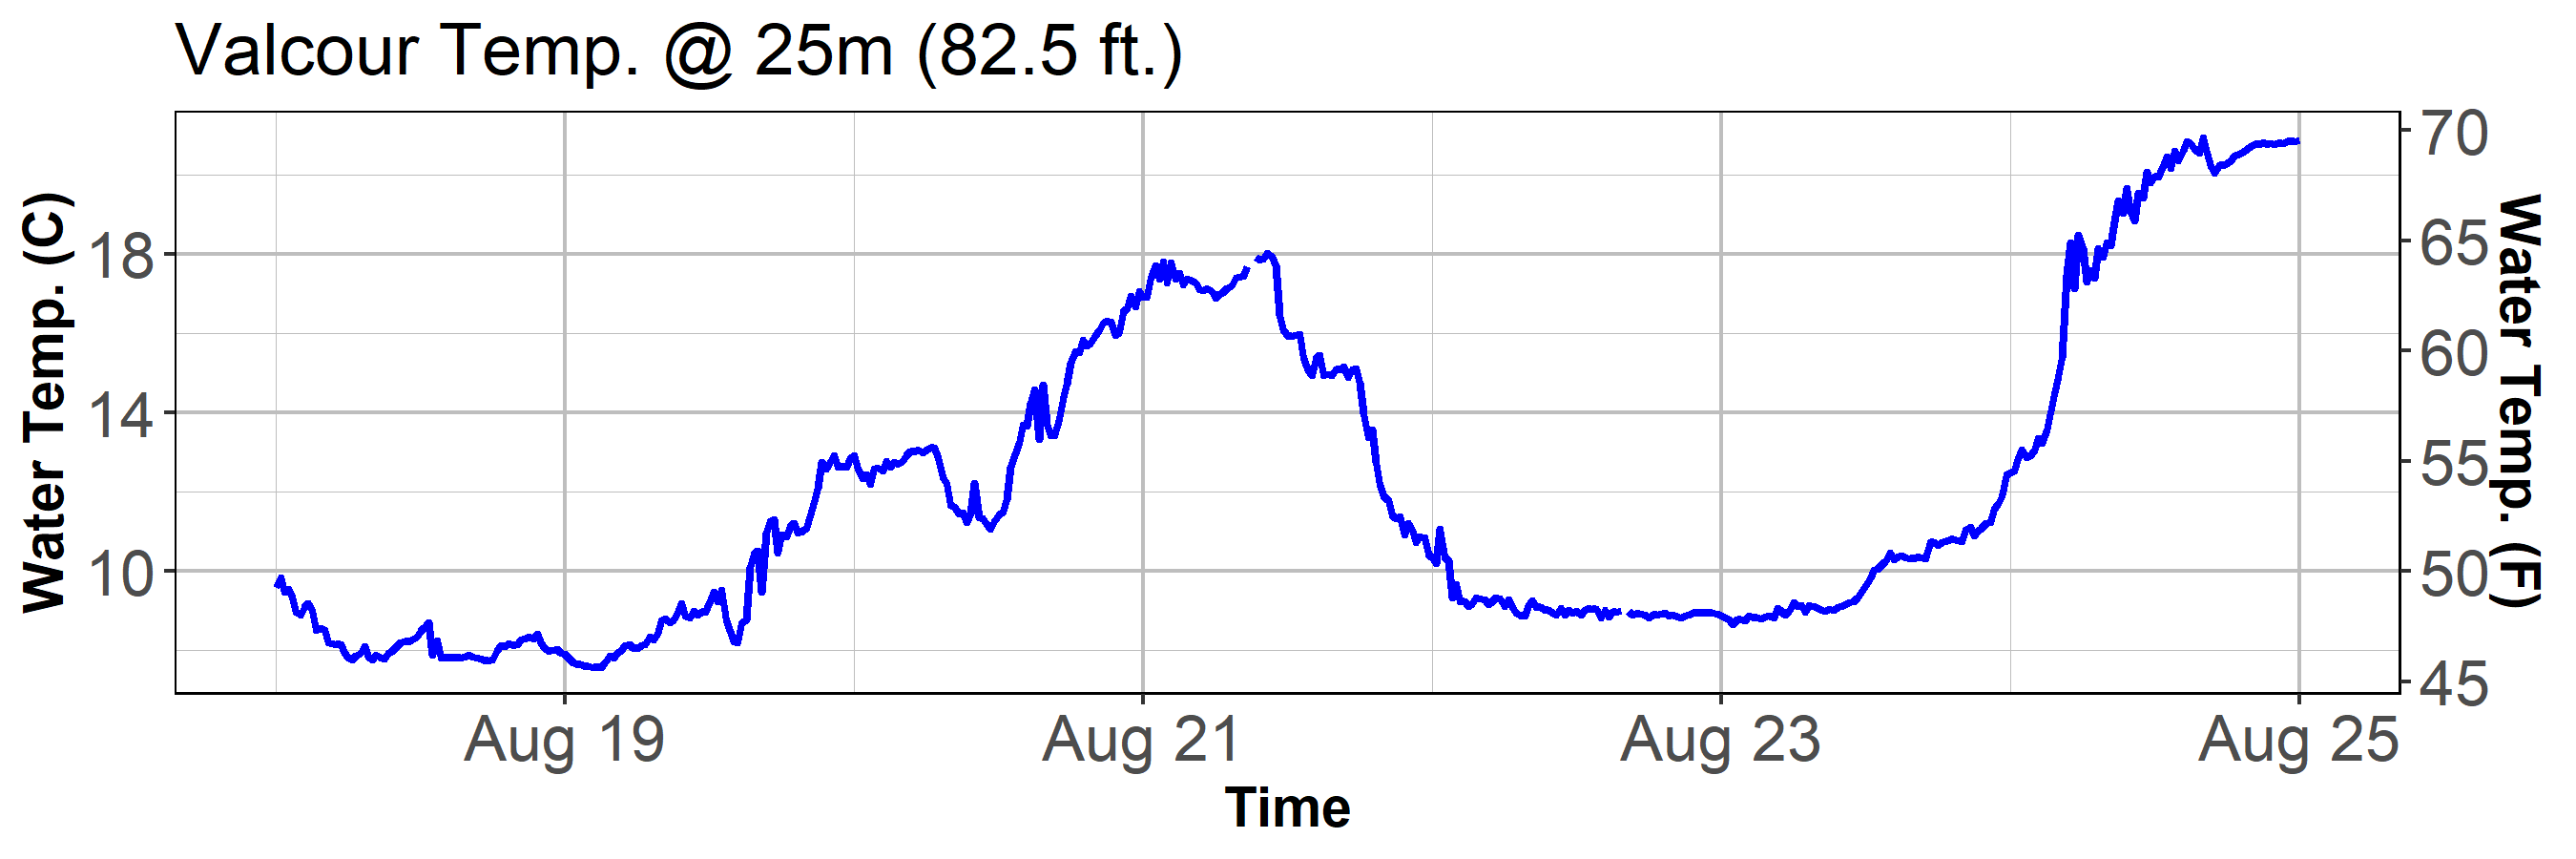 Valcour Temp. @ 25m (82.5 ft.)
Water Temp. (C)
18
14
10
70
65
60
55
50
45
Water Temp. (F)
Aug 19
Aug 21
Aug 23
Aug 25
Time